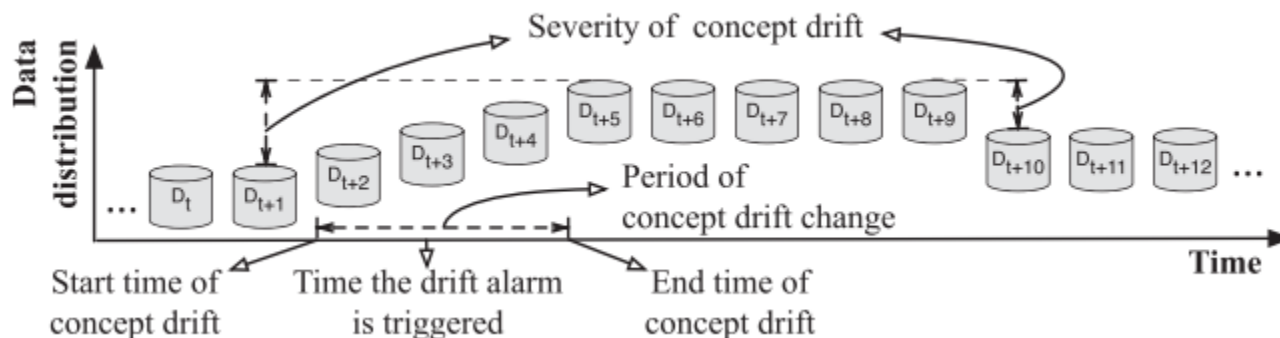 Severity of concept drift
Data
distribution
D_t
D_t+1
D_t+2
D_t+3
D_t+4
D_t+5
D_t+6
D_t+7
D_t+8
D_t+9
D_t+10
D_t+11
D_t+12
...
...
Period of
concept drift change
Time
Start time of
concept drift
Time the drift alarm
is triggered
End time of
concept drift